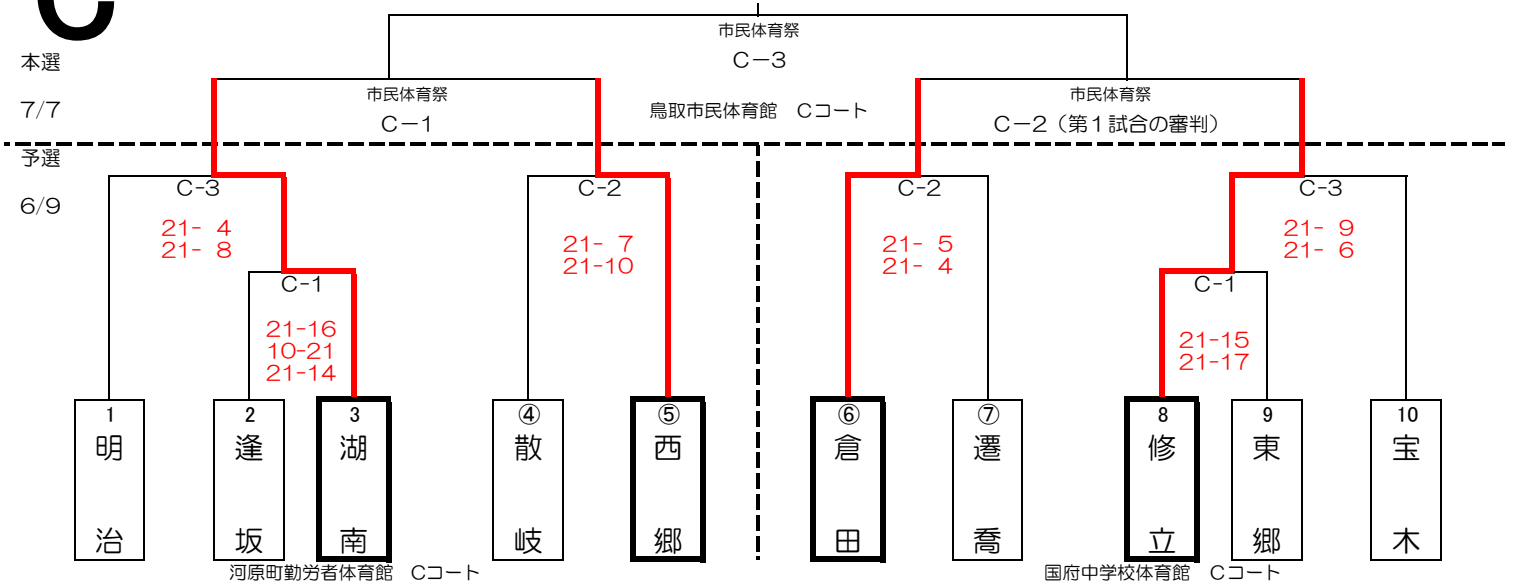 C
市民体育祭
C-3
本選
7/7
市民体育祭
C-1
鳥取市民体育館 Cコート
市民体育祭
C-2(第1試合の審判)
予選
6/9
C-3
21- 4
21- 8
C-2
21- 7
21-10
C-2
21- 5
21- 4
C-3
21- 9
21- 6
C-1
21-16
10-21
21-14
C-1
21-15
21-17
1 明治
2 逢坂
3 湖南
④ 散岐
⑤ 西郷
⑥ 倉田
⑦ 遷喬
8 修立
9 東郷
10 宝木
河原町勤労者体育館 Cコート
国府中学校体育館 Cコート